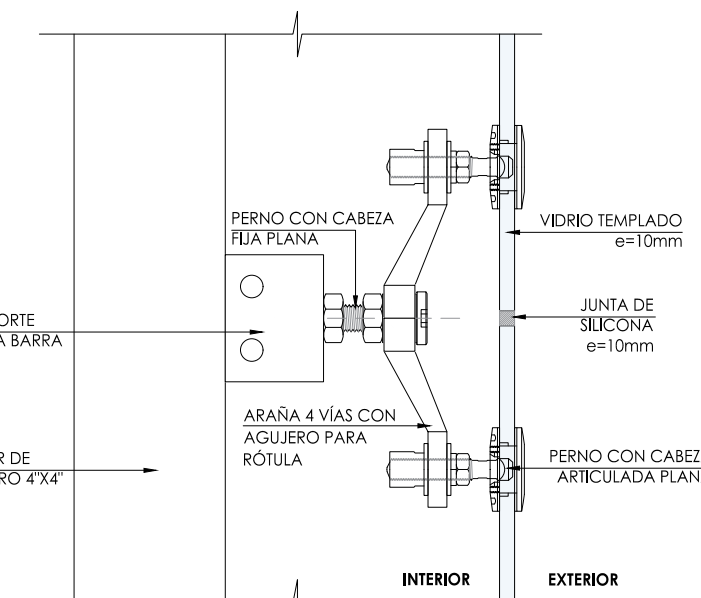 PERNO CON CABEZA
FIJA PLANA
VIDRIO TEMPLADO
e=10mm
ORTE
A BARRA
JUNTA DE
SILICONA
e=10mm
ARAÑA 4 VÍAS CON
AGUJERO PARA
RÓTULA
R DE
RO 4"X4"
PERNO CON CABEZ
ARTICULADA PLAN
INTERIOR
EXTERIOR